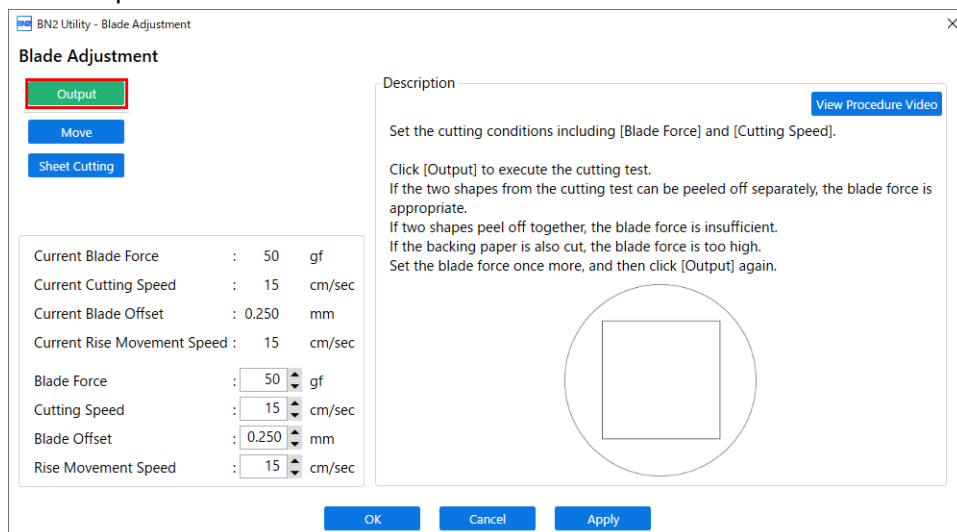 BN2 Utility - Blade Adjustment
Blade Adjustment
Output
Move
Sheet Cutting
Current Blade Force : 50 gf
Current Cutting Speed : 15 cm/sec
Current Blade Offset : 0.250 mm
Current Rise Movement Speed : 15 cm/sec
Blade Force : 50 gf
Cutting Speed : 15 cm/sec
Blade Offset : 0.250 mm
Rise Movement Speed : 15 cm/sec
Description
View Procedure Video
Set the cutting conditions including [Blade Force] and [Cutting Speed].
Click [Output] to execute the cutting test.
If the two shapes from the cutting test can be peeled off separately, the blade force is
appropriate.
If two shapes peel off together, the blade force is insufficient.
If the backing paper is also cut, the blade force is too high.
Set the blade force once more, and then click [Output] again.
OK Cancel Apply